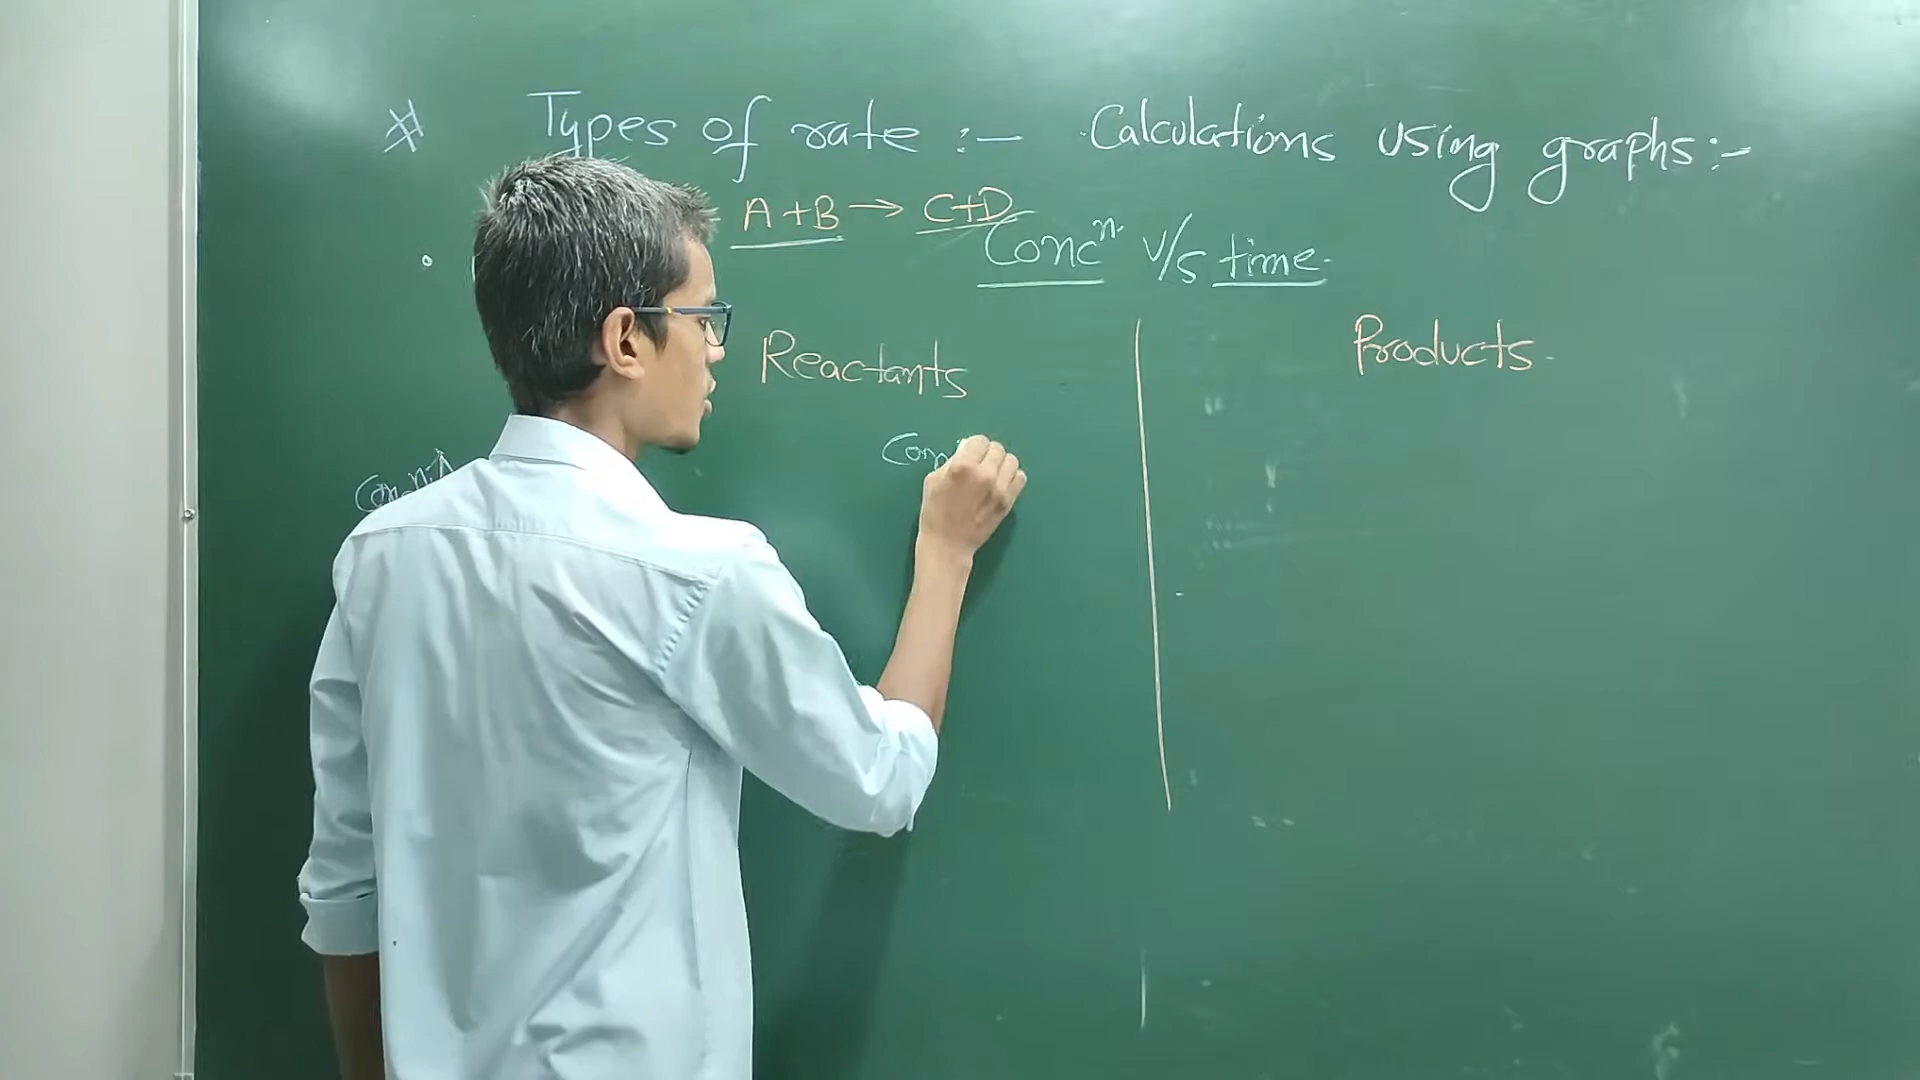 Types of rate :- Calculations using graphs:-
A+B → C+D
Concⁿ v/s time.
Reactants
Products